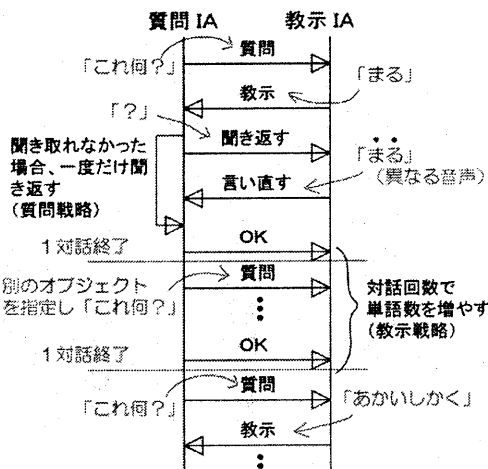 質問 IA
教示 IA
「これ何?」
質問
教示
「まる」
「?」
聞き返す
聞き取れなかった
場合、一度だけ聞
き返す
(質問戦略)
「まる」
(異なる音声)
言い直す
OK
1対話終了
別のオブジェクト
を指定し「これ何?」
質問
対話回数で
単語数を増やす
(教示戦略)
1対話終了
OK
質問
「これ何?」
「あかいしかく」
教示